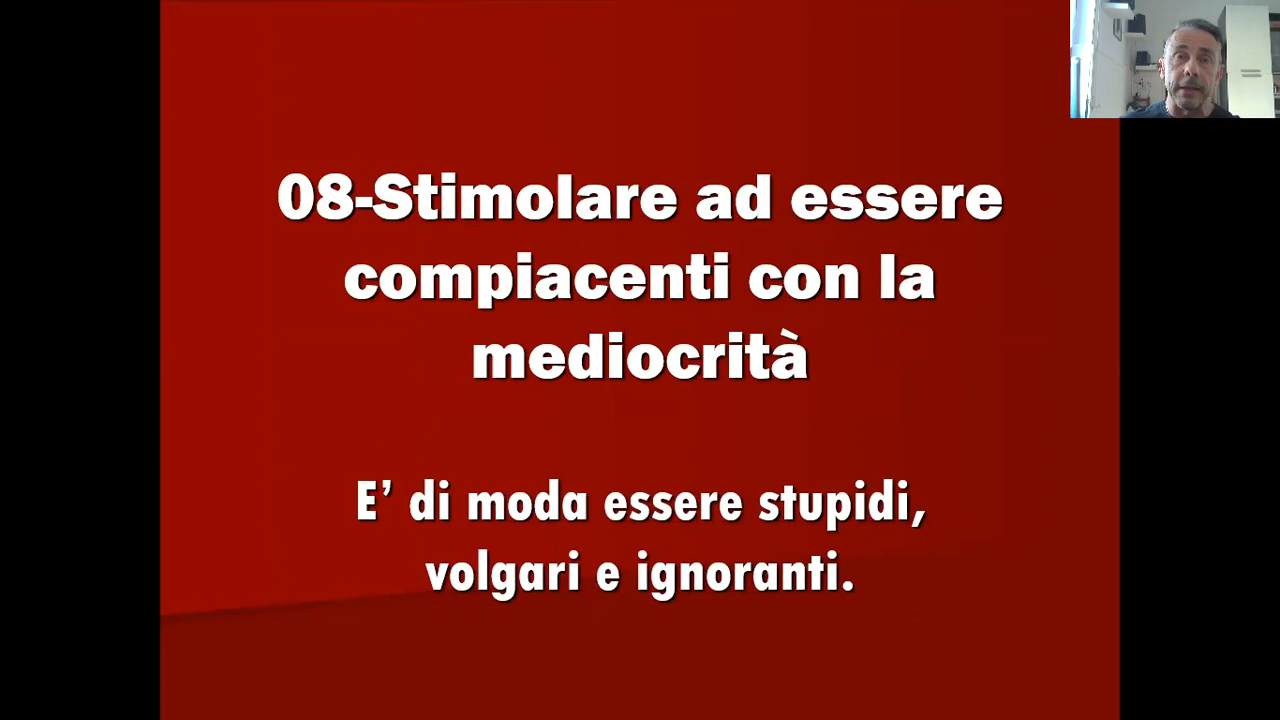 08-Stimolare ad essere
compiacenti con la
mediocrità
E’ di moda essere stupidi,
volgari e ignoranti.